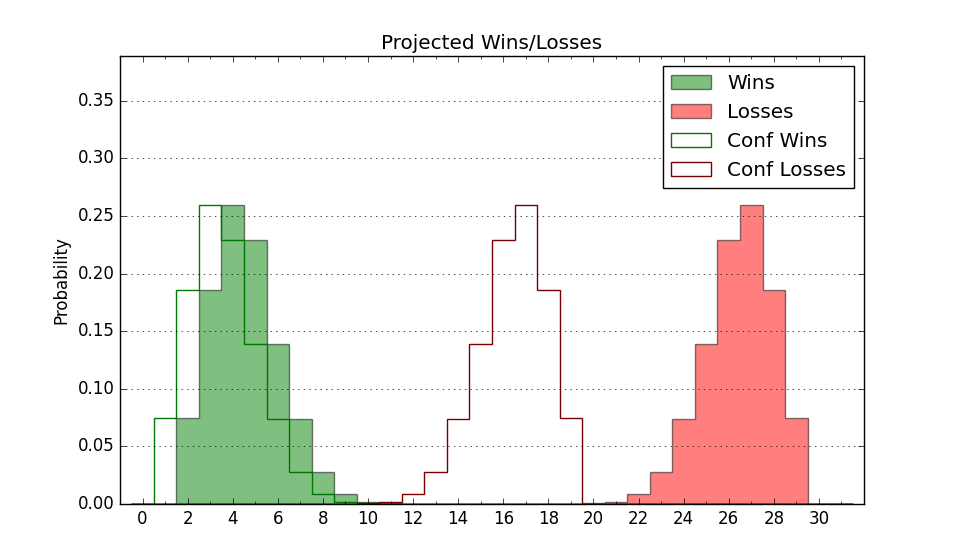 Projected Wins/Losses
Wins
Losses
Conf Wins
Conf Losses
Probability
0.35
0.30
0.25
0.20
0.15
0.10
0.05
0.00
0 2 4 6 8 10 12 14 16 18 20 22 24 26 28 30